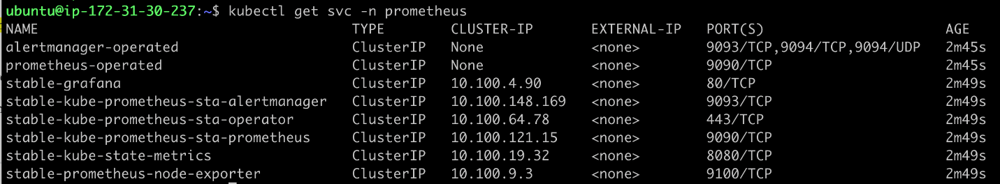 ubuntu@ip-172-31-30-237:~$ kubectl get svc -n prometheus
NAME TYPE CLUSTER-IP EXTERNAL-IP PORT(S) AGE
alertmanager-operated ClusterIP None <none> 9093/TCP,9094/TCP,9094/UDP 2m45s
prometheus-operated ClusterIP None <none> 9090/TCP 2m45s
stable-grafana ClusterIP 10.100.4.90 <none> 80/TCP 2m49s
stable-kube-prometheus-sta-alertmanager ClusterIP 10.100.148.169 <none> 9093/TCP 2m49s
stable-kube-prometheus-sta-operator ClusterIP 10.100.64.78 <none> 443/TCP 2m49s
stable-kube-prometheus-sta-prometheus ClusterIP 10.100.121.15 <none> 9090/TCP 2m49s
stable-kube-state-metrics ClusterIP 10.100.19.32 <none> 8080/TCP 2m49s
stable-prometheus-node-exporter ClusterIP 10.100.9.3 <none> 9100/TCP 2m49s